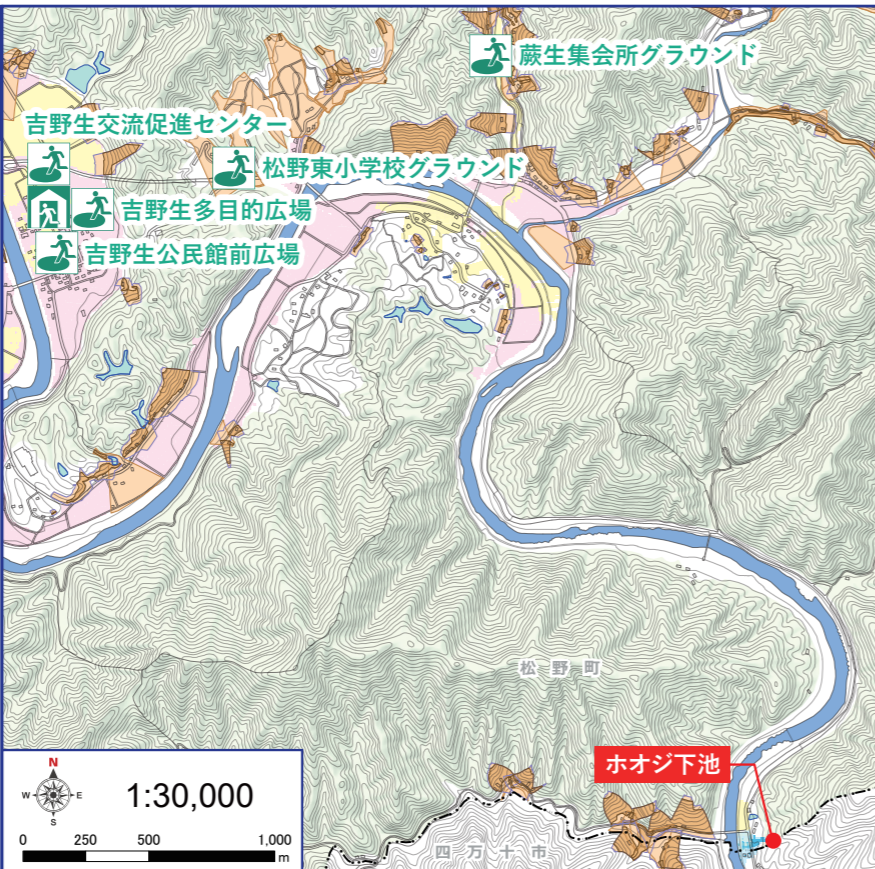 蕨生集会所グラウンド
吉野生交流促進センター
松野東小学校グラウンド
吉野生多目的広場
吉野生公民館前広場
松野町
ホオジ下池
四万十市
N
W E
S
1:30,000
0 250 500 1,000
m